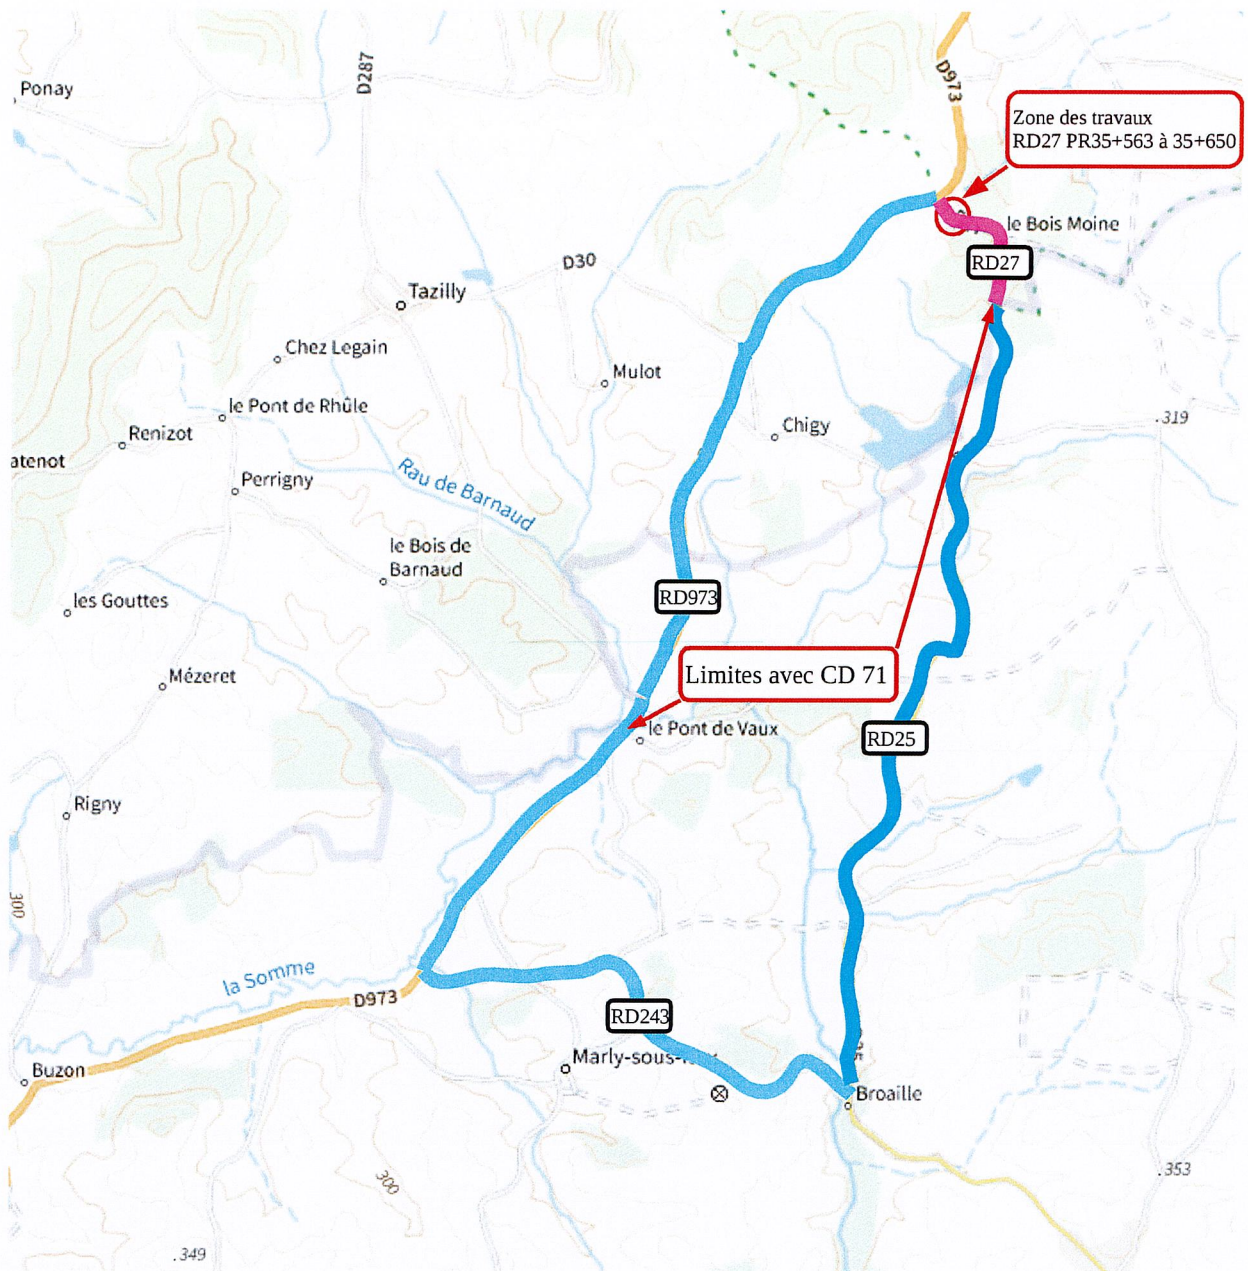 Ponay
D287
D973
Zone des travaux
RD27 PR35+563 à 35+650
le Bois Moine
RD27
D30
Tazilly
Chez Legain
Mulot
le Pont de Rhûle
Renizot
Chigy
.319
atenot
Perrigny
Rau de Barnaud
le Bois de
Barnaud
les Gouttes
RD973
Limites avec CD 71
Mézeret
le Pont de Vaux
RD25
Rigny
300
la Somme
D973
RD243
Marly-sous-
Buzon
Broaille
300
.353
.349